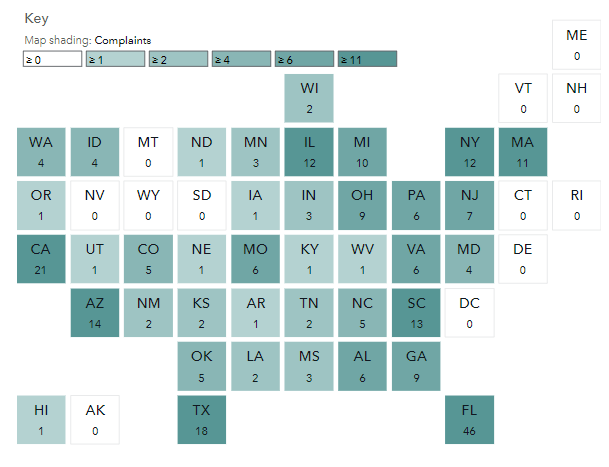 Key
Map shading: Complaints
≥ 0 ≥ 1 ≥ 2 ≥ 4 ≥ 6 ≥ 11
ME
0
WI VT NH
2 0 0
WA ID MT ND MN IL MI NY MA
4 4 0 1 3 12 10 12 11
OR NV WY SD IA IN OH PA NJ CT RI
1 0 0 0 1 3 9 6 7 0 0
CA UT CO NE MO KY WV VA MD DE
21 1 5 1 6 1 1 6 4 0
AZ NM KS AR TN NC SC DC
14 2 2 1 2 5 13 0
OK LA MS AL GA
5 2 3 6 9
HI AK TX FL
1 0 18 46